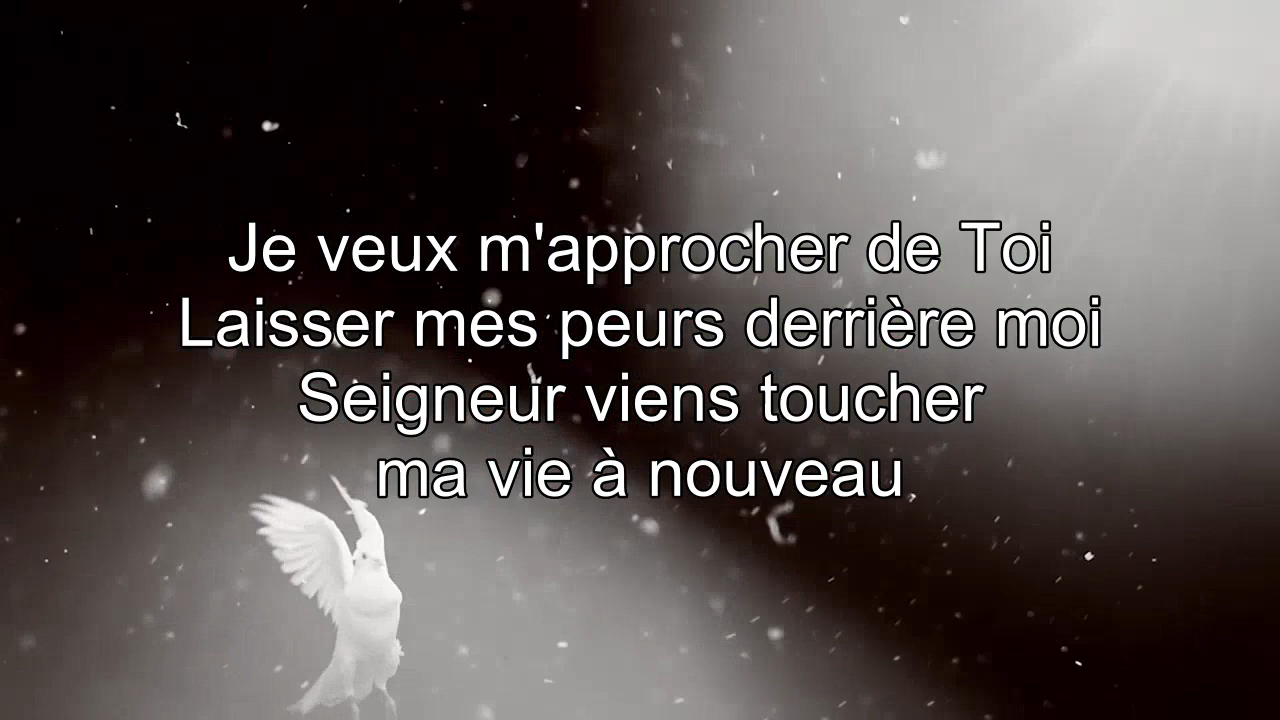 Je veux m'approcher de Toi
Laisser mes peurs derrière moi
Seigneur viens toucher
ma vie à nouveau